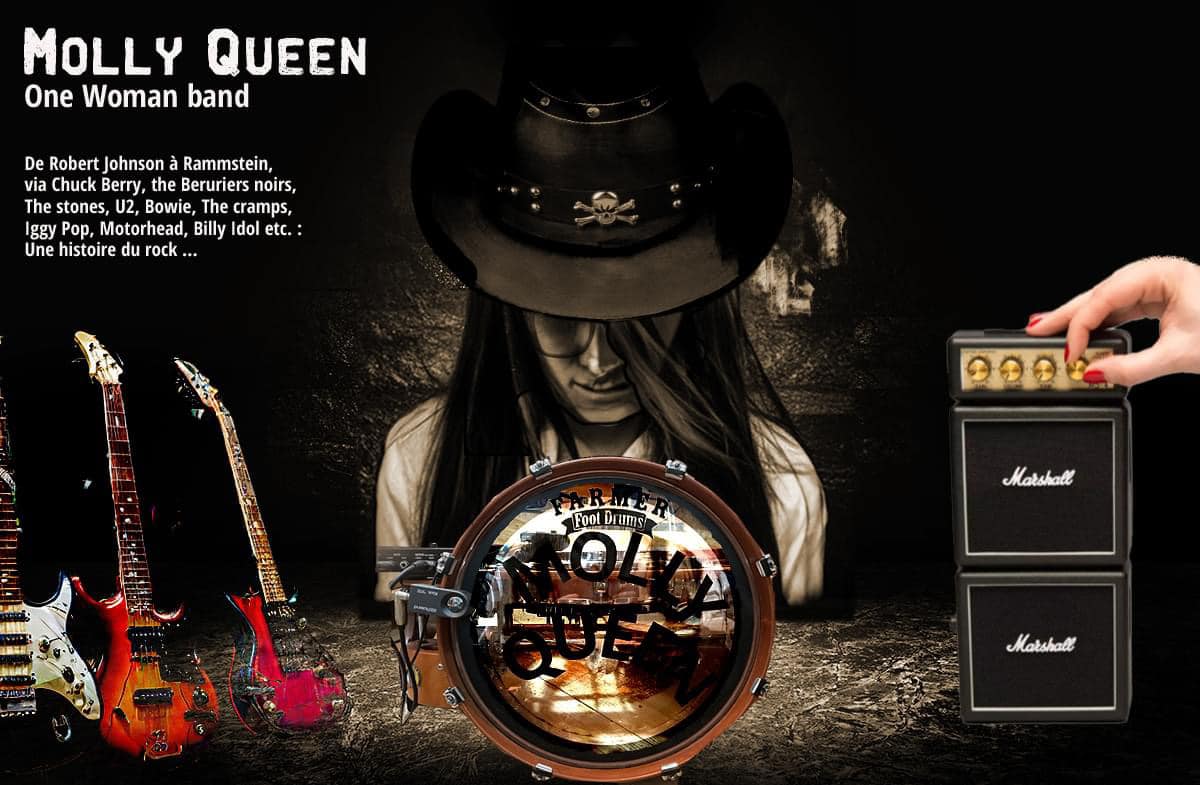 Molly Queen
One Woman band
De Robert Johnson à Rammstein,
via Chuck Berry, the Beruriers noirs,
The stones, U2, Bowie, The cramps,
Iggy Pop, Motorhead, Billy Idol etc. :
Une histoire du rock ...
FARMER
Foot Drums
MOLLY
QUEEN
Marshall
Marshall